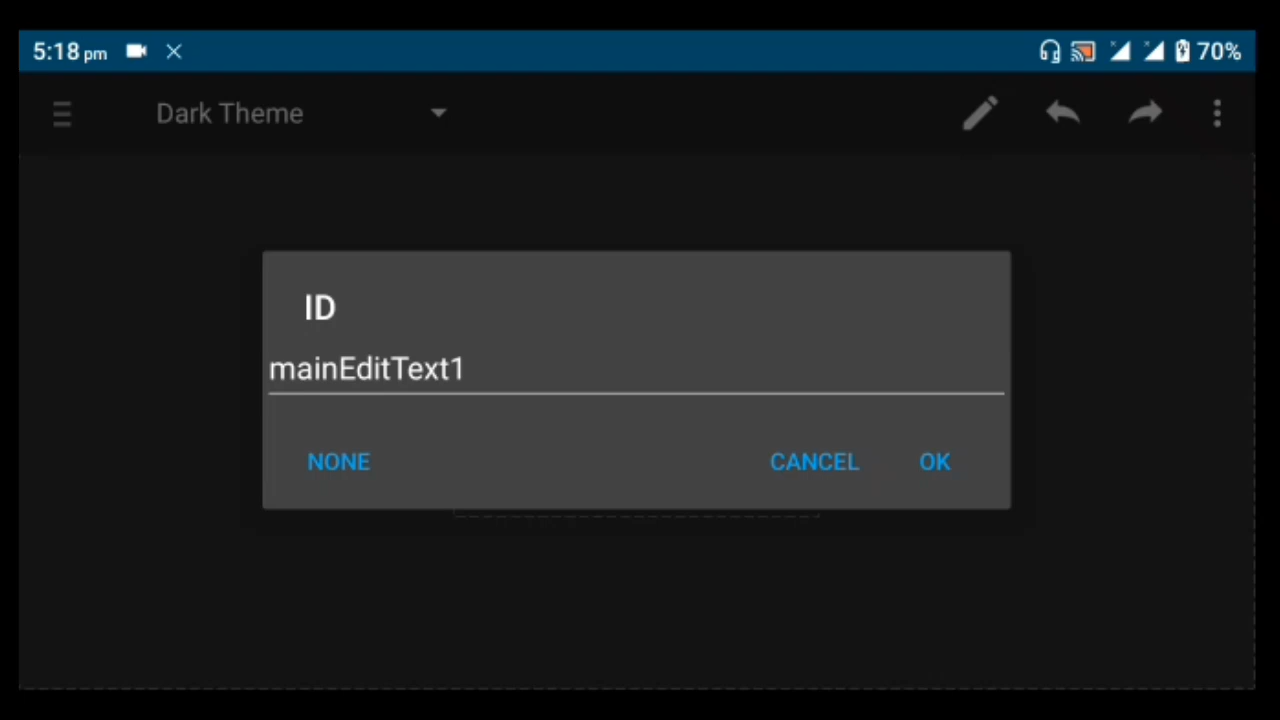 5:18 pm
70%
Dark Theme
ID
mainEditText1
NONE
CANCEL
OK